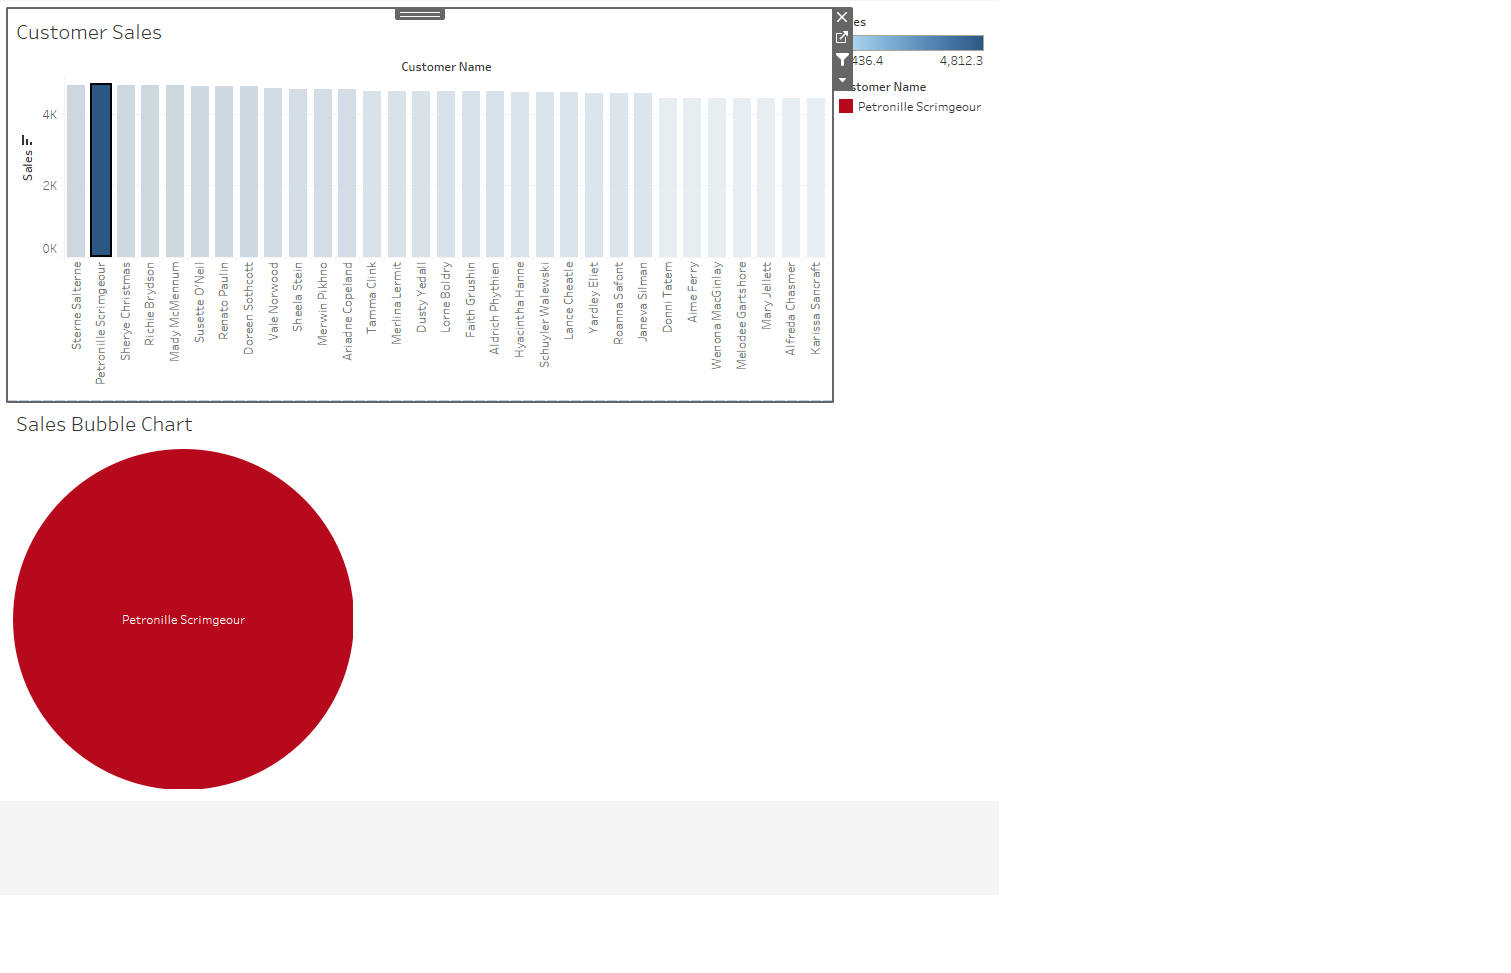 Customer Sales
Customer Name
Sales
4K
2K
0K
Sterne Salterne
Petronille Scrimgeour
Sherye Christmas
Richie Brydson
Mady McMennum
Susette O'Neil
Renato Paulin
Doreen Sothcott
Vale Norwood
Sheela Stein
Merwin Pikhno
Ariadne Copeland
Tamma Clink
Merlina Lermit
Dusty Yedall
Lorne Boldry
Faith Grushin
Aldrich Phythien
Hyacintha Hanne
Schuyler Walewski
Lance Cheatle
Yardley Eliet
Roanna Safont
Janeva Silman
Donni Tatem
Aime Ferry
Wenona MacGinlay
Melodee Gartshore
Mary Jellett
Alfreda Chasmer
Karissa Sancraft
es
436.4 4,812.3
stomer Name
Petronille Scrimgeour
Sales Bubble Chart
Petronille Scrimgeour